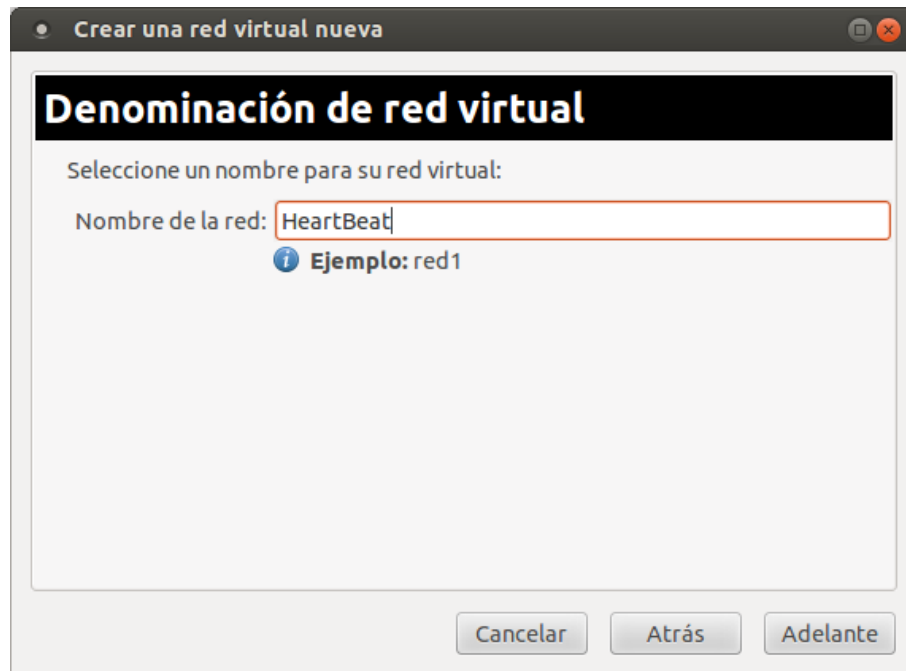 Crear una red virtual nueva
Denominación de red virtual
Seleccione un nombre para su red virtual:
Nombre de la red: HeartBeat
Ejemplo: red1
Cancelar Atrás Adelante